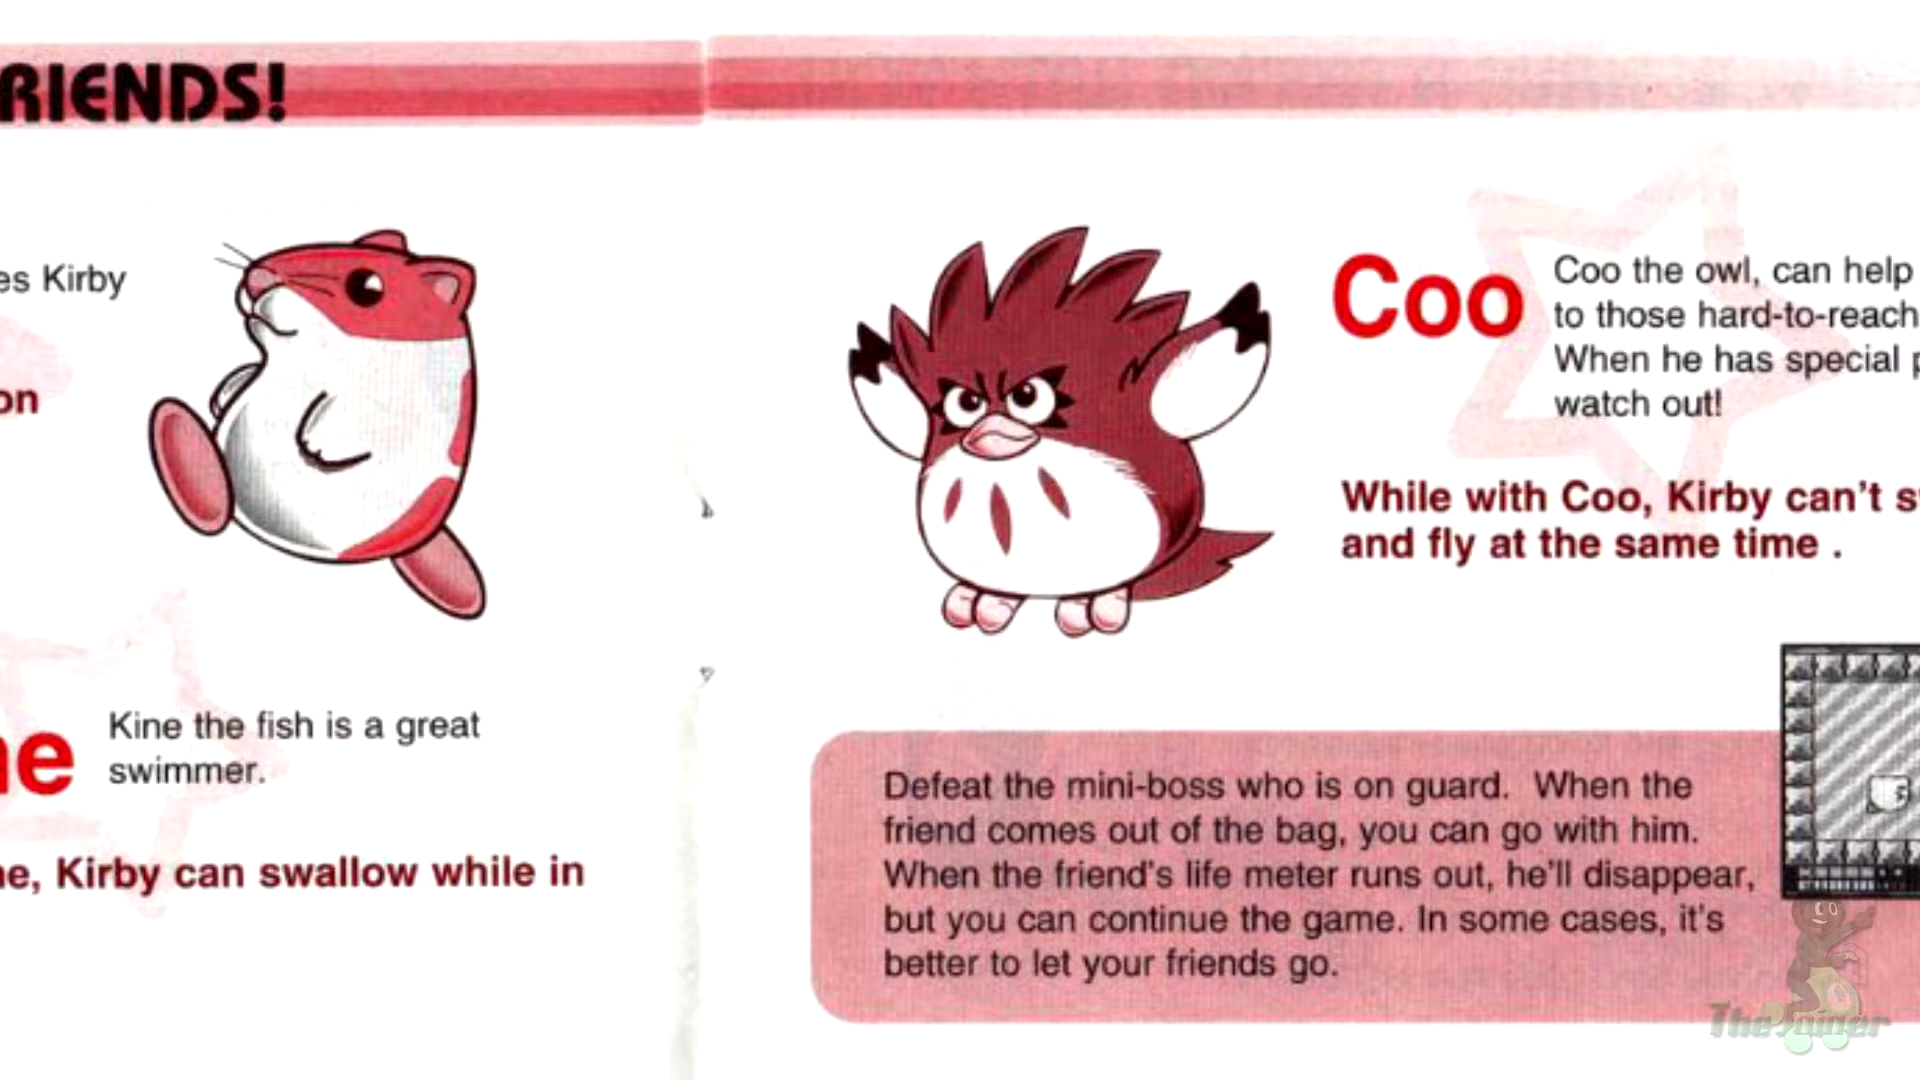 RIENDS!
es Kirby
on
ne
Kine the fish is a great
swimmer.
ne, Kirby can swallow while in
Coo
Coo the owl, can help
to those hard-to-reach
When he has special p
watch out!
While with Coo, Kirby can't s
and fly at the same time .
Defeat the mini-boss who is on guard. When the
friend comes out of the bag, you can go with him.
When the friend's life meter runs out, he'll disappear,
but you can continue the game. In some cases, it's
better to let your friends go.